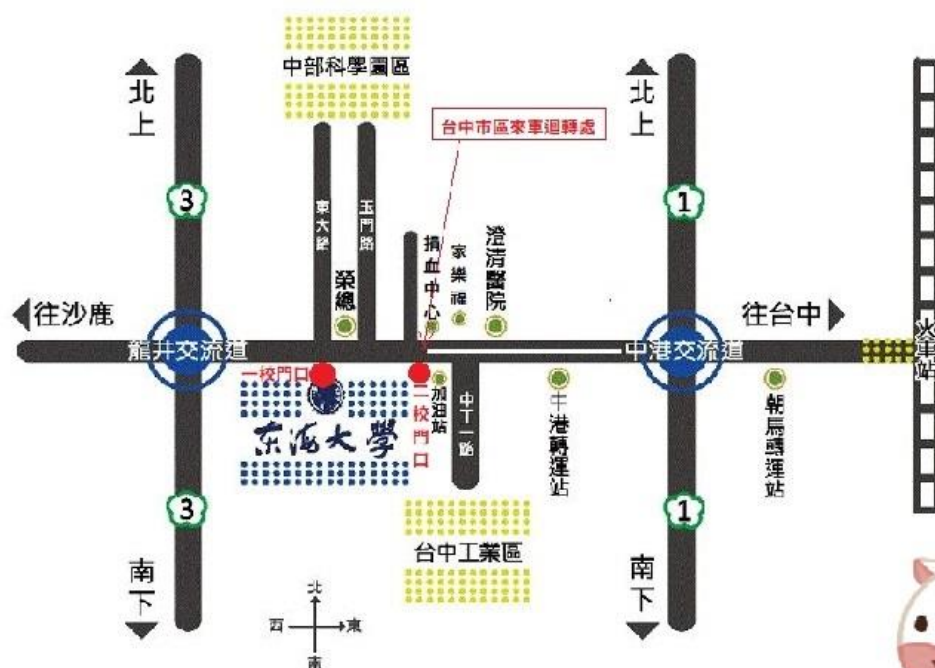 中部科學園區
北上
北上
台中市區來車迴轉處
3
1
東大路
玉門路
捐血中心
家樂福
澄清醫院
榮總
往沙鹿
往台中
火車站
龍井交流道
中港交流道
一校門口
二校門口
加油站
中工一路
中港轉運站
朝馬轉運站
東海大學
3
1
台中工業區
南下
南下
北
西
東
南